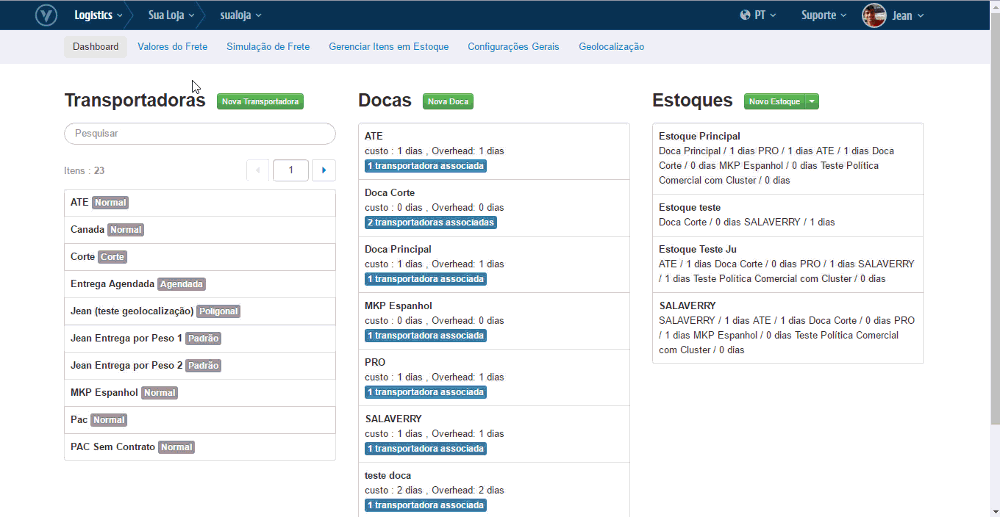 V Logistics Sua Loja sualoja PT Suporte Jean
Dashboard Valores do Frete Simulação de Frete Gerenciar Itens em Estoque Configurações Gerais Geolocalização
Transportadoras Nova Transportadora
Pesquisar
Itens : 23 1
ATE Normal
Canada Normal
Corte Corte
Entrega Agendada Agendada
Jean (teste geolocalização) Poligonal
Jean Entrega por Peso 1 Padrão
Jean Entrega por Peso 2 Padrão
MKP Espanhol Normal
Pac Normal
PAC Sem Contrato Normal
Docas Nova Doca
ATE
custo : 1 dias , Overhead: 1 dias
1 transportadora associada
Doca Corte
custo : 0 dias , Overhead: 0 dias
2 transportadoras associadas
Doca Principal
custo : 1 dias , Overhead: 1 dias
1 transportadora associada
MKP Espanhol
custo : 0 dias , Overhead: 0 dias
1 transportadora associada
PRO
custo : 1 dias , Overhead: 1 dias
1 transportadora associada
SALAVERRY
custo : 1 dias , Overhead: 1 dias
1 transportadora associada
teste doca
custo : 2 dias , Overhead: 2 dias
1 transportadora associada
Estoques Novo Estoque
Estoque Principal
Doca Principal / 1 dias PRO / 1 dias ATE / 1 dias Doca
Corte / 0 dias MKP Espanhol / 0 dias Teste Política
Comercial com Cluster / 0 dias
Estoque teste
Doca Corte / 0 dias SALAVERRY / 1 dias
Estoque Teste Ju
ATE / 1 dias Doca Corte / 0 dias PRO / 1 dias SALAVERRY
/ 1 dias Teste Política Comercial com Cluster / 0 dias
SALAVERRY
SALAVERRY / 1 dias ATE / 1 dias Doca Corte / 0 dias PRO
/ 1 dias MKP Espanhol / 0 dias Teste Política Comercial
com Cluster / 0 dias